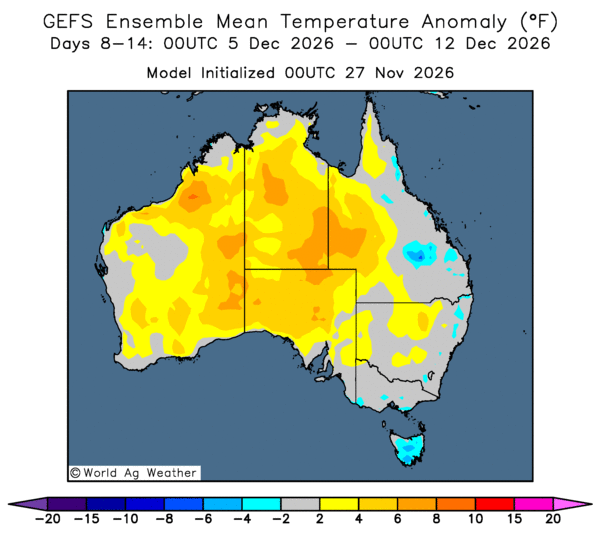 GEFS Ensemble Mean Temperature Anomaly (°F)
Days 8-14: 00UTC 5 Dec 2026 - 00UTC 12 Dec 2026
Model Initialized 00UTC 27 Nov 2026
©World Ag Weather
-20 -15 -10 -8 -6 -4 -2 2 4 6 8 10 15 20